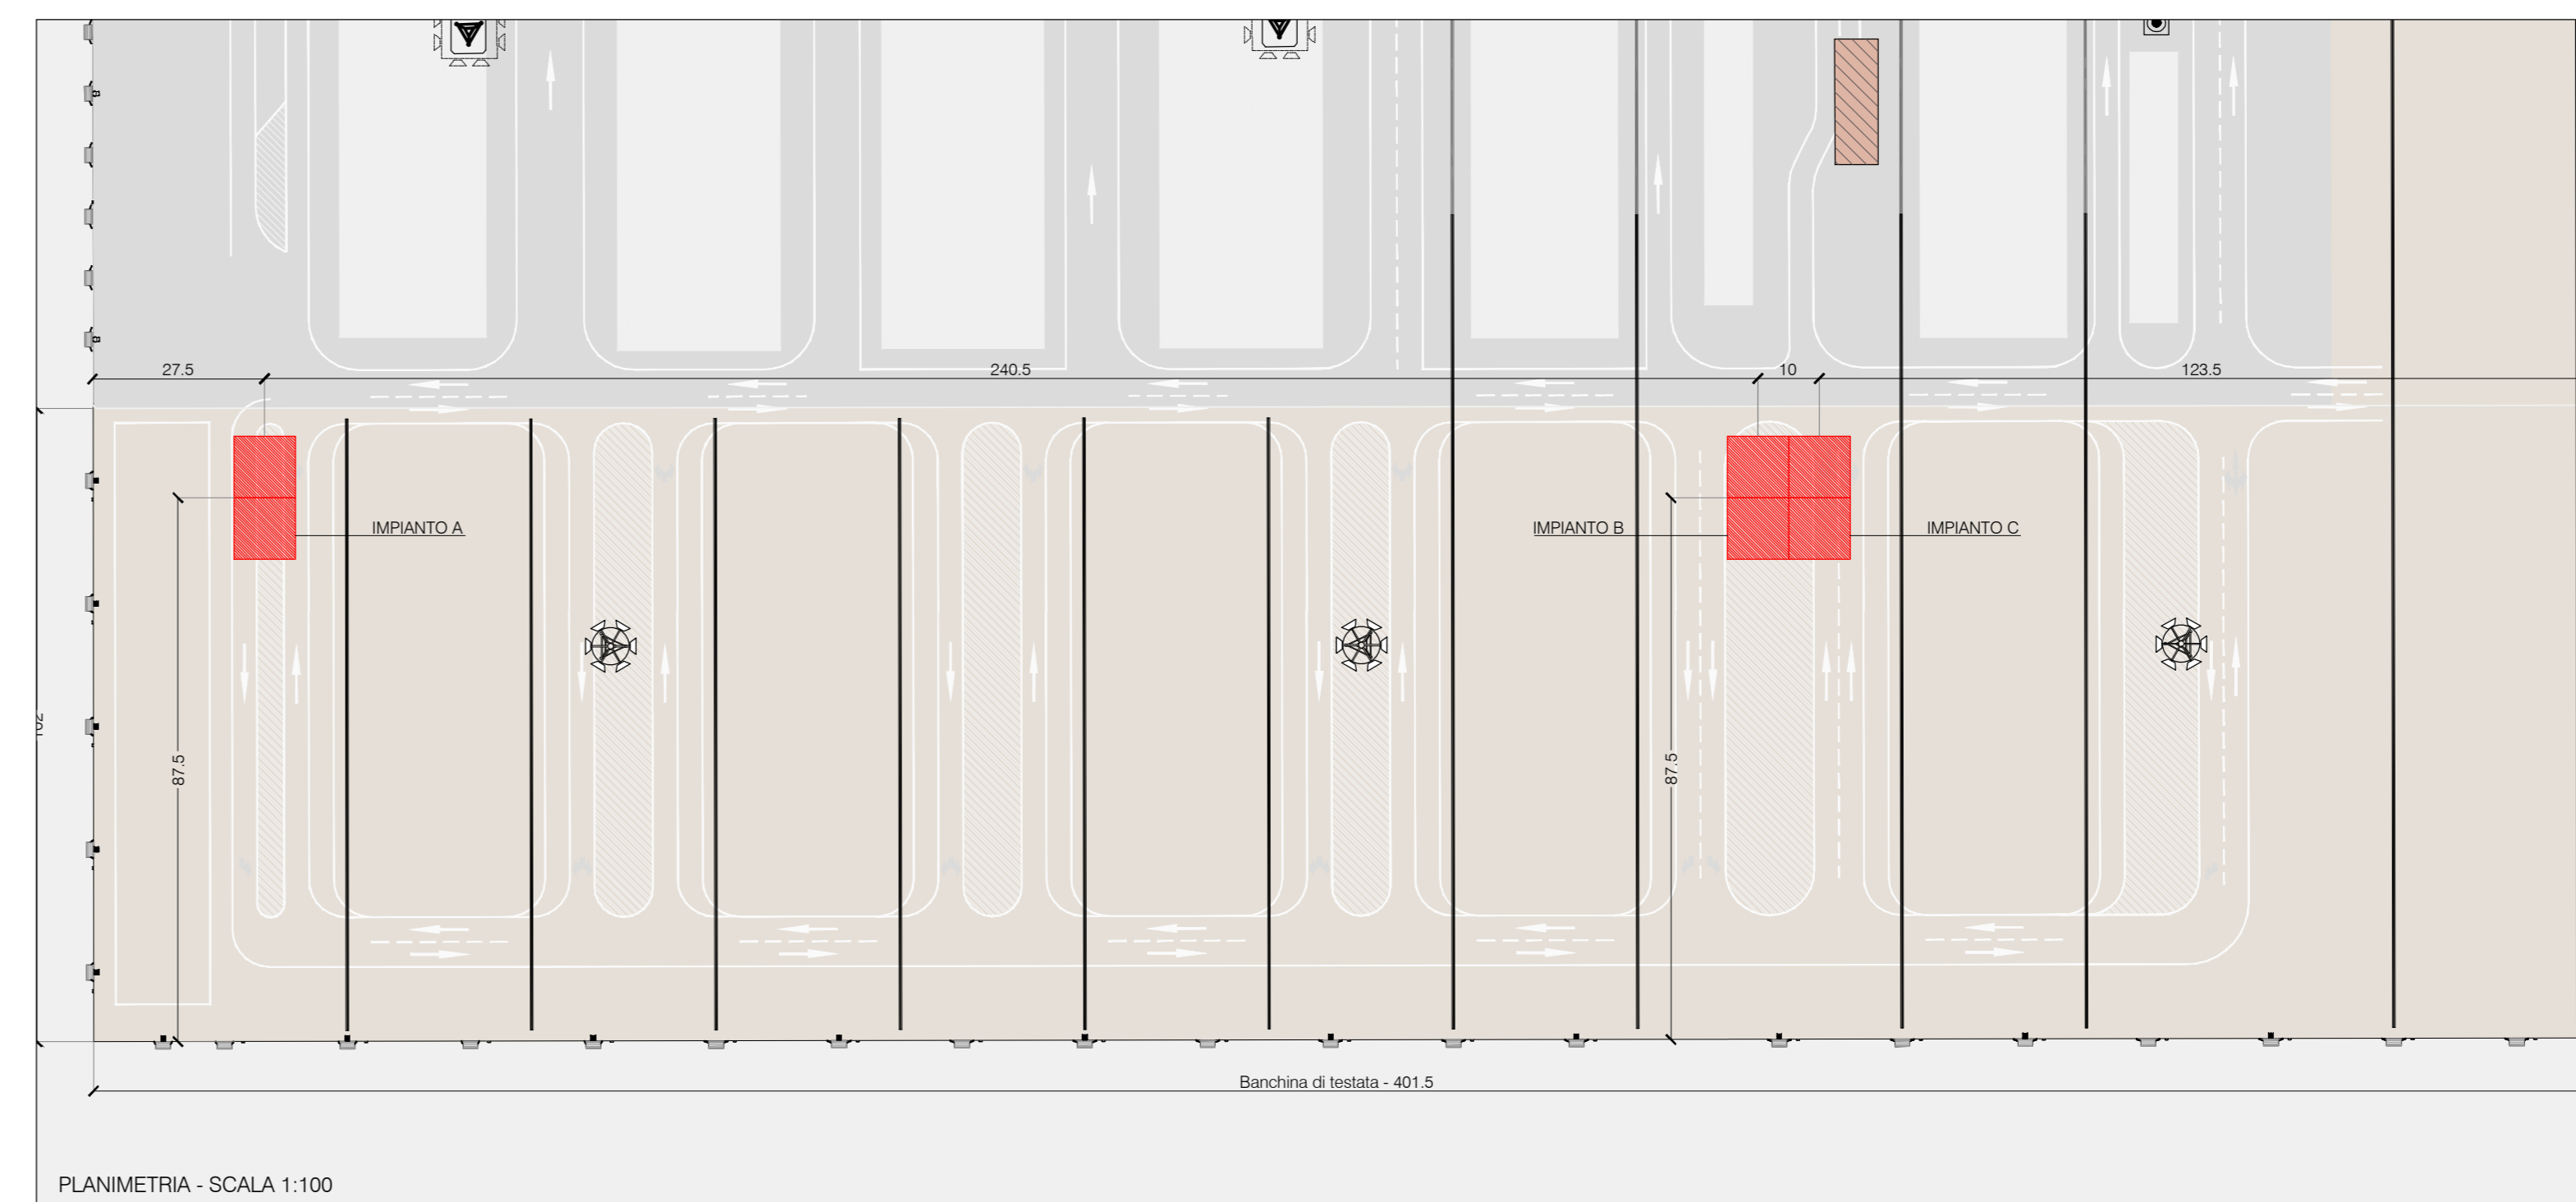 27.5
240.5
10
123.5
IMPIANTO A
IMPIANTO B
IMPIANTO C
87.5
87.5
Banchina di testata - 401.5
PLANIMETRIA - SCALA 1:100